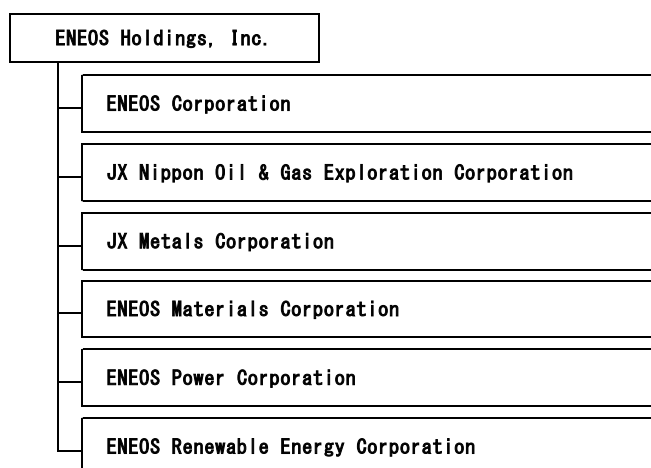 ENEOS Holdings, Inc.
ENEOS Corporation
JX Nippon Oil & Gas Exploration Corporation
JX Metals Corporation
ENEOS Materials Corporation
ENEOS Power Corporation
ENEOS Renewable Energy Corporation